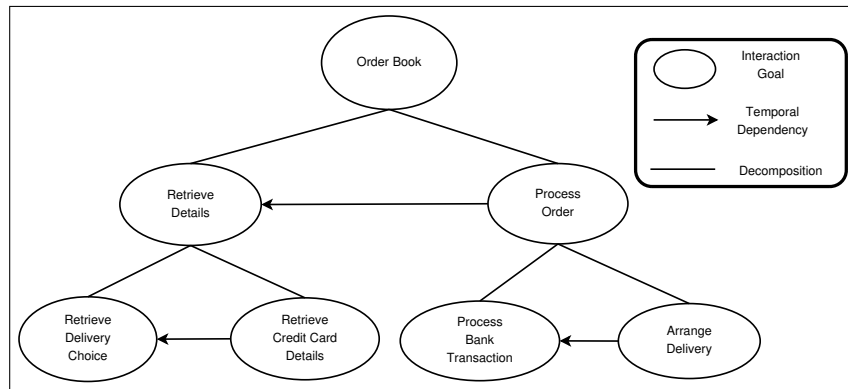 Order Book
Interaction
Goal
Temporal
Dependency
Decomposition
Retrieve
Details
Process
Order
Retrieve
Delivery
Choice
Retrieve
Credit Card
Details
Process
Bank
Transaction
Arrange
Delivery